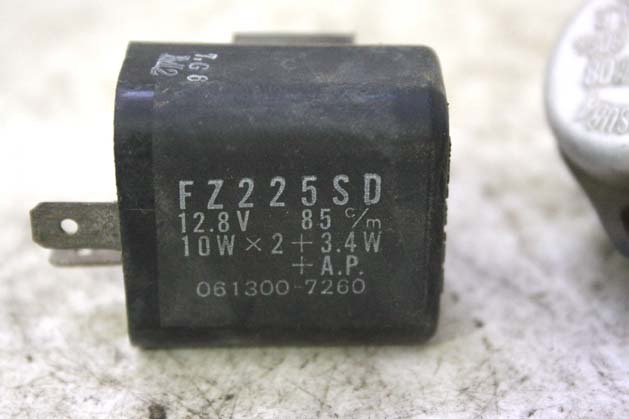 FZ225SD
12.8V 85 c/m
10W × 2 + 3.4W
+ A.P.
061300-7260